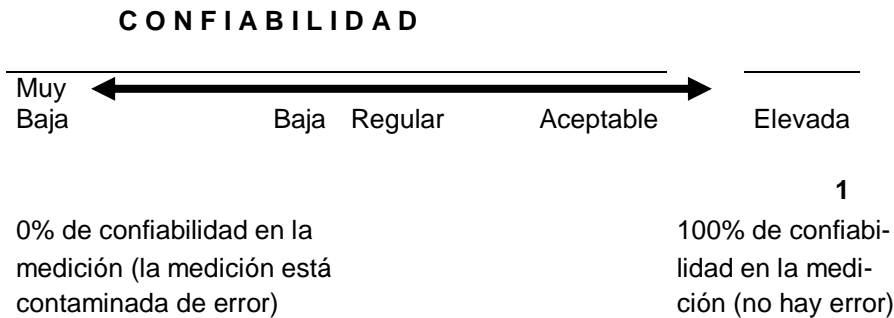 C O N F I A B I L I D A D
Muy
Baja Baja Regular Aceptable Elevada
1
0% de confiabilidad en la 100% de confiabi-
medición (la medición está lidad en la medi-
contaminada de error) ción (no hay error)